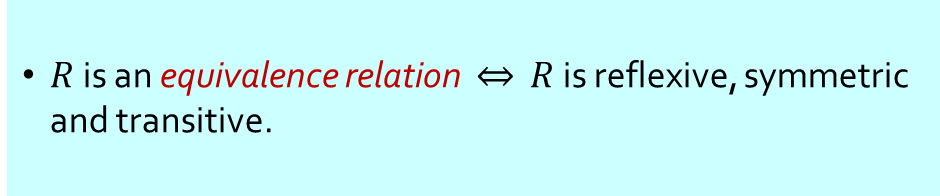 • R is an equivalence relation ⇔ R is reflexive, symmetric
and transitive.